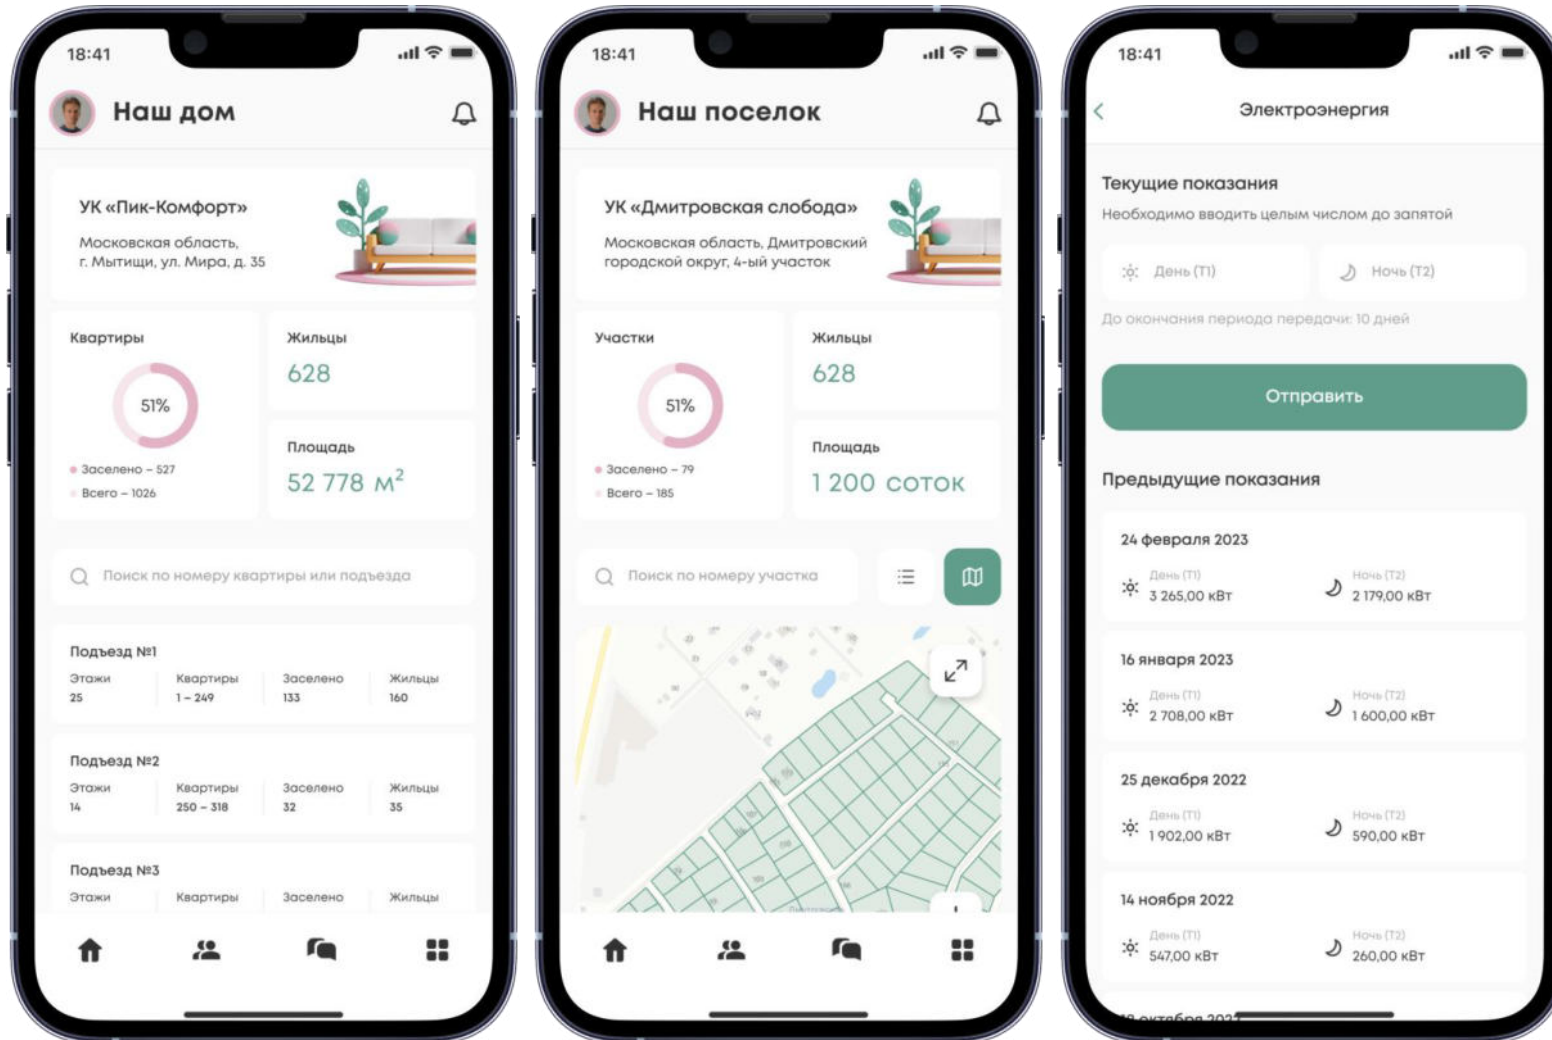 18:41
Наш дом
УК «Пик-Комфорт»
Московская область,
г. Мытищи, ул. Мира, д. 35
Квартиры
51%
Заселено – 527
Всего – 1026
Жильцы
628
Площадь
52 778 м²
Поиск по номеру квартиры или подъезда
Подъезд №1
Этажи Квартиры Заселено Жильцы
25 1 – 249 133 160
Подъезд №2
Этажи Квартиры Заселено Жильцы
14 250 – 318 32 35
Подъезд №3
Этажи Квартиры Заселено Жильцы
18:41
Наш поселок
УК «Дмитровская слобода»
Московская область, Дмитровский
городской округ, 4-ый участок
Участки
51%
Заселено – 79
Всего – 185
Жильцы
628
Площадь
1 200 соток
Поиск по номеру участка
18:41
Электроэнергия
Текущие показания
Необходимо вводить целым числом до запятой
День (Т1) Ночь (Т2)
До окончания периода передачи: 10 дней
Отправить
Предыдущие показания
24 февраля 2023
День (Т1) Ночь (Т2)
3 265,00 кВт 2 179,00 кВт
16 января 2023
День (Т1) Ночь (Т2)
2 708,00 кВт 1 600,00 кВт
25 декабря 2022
День (Т1) Ночь (Т2)
1 902,00 кВт 590,00 кВт
14 ноября 2022
День (Т1) Ночь (Т2)
547,00 кВт 260,00 кВт
октября